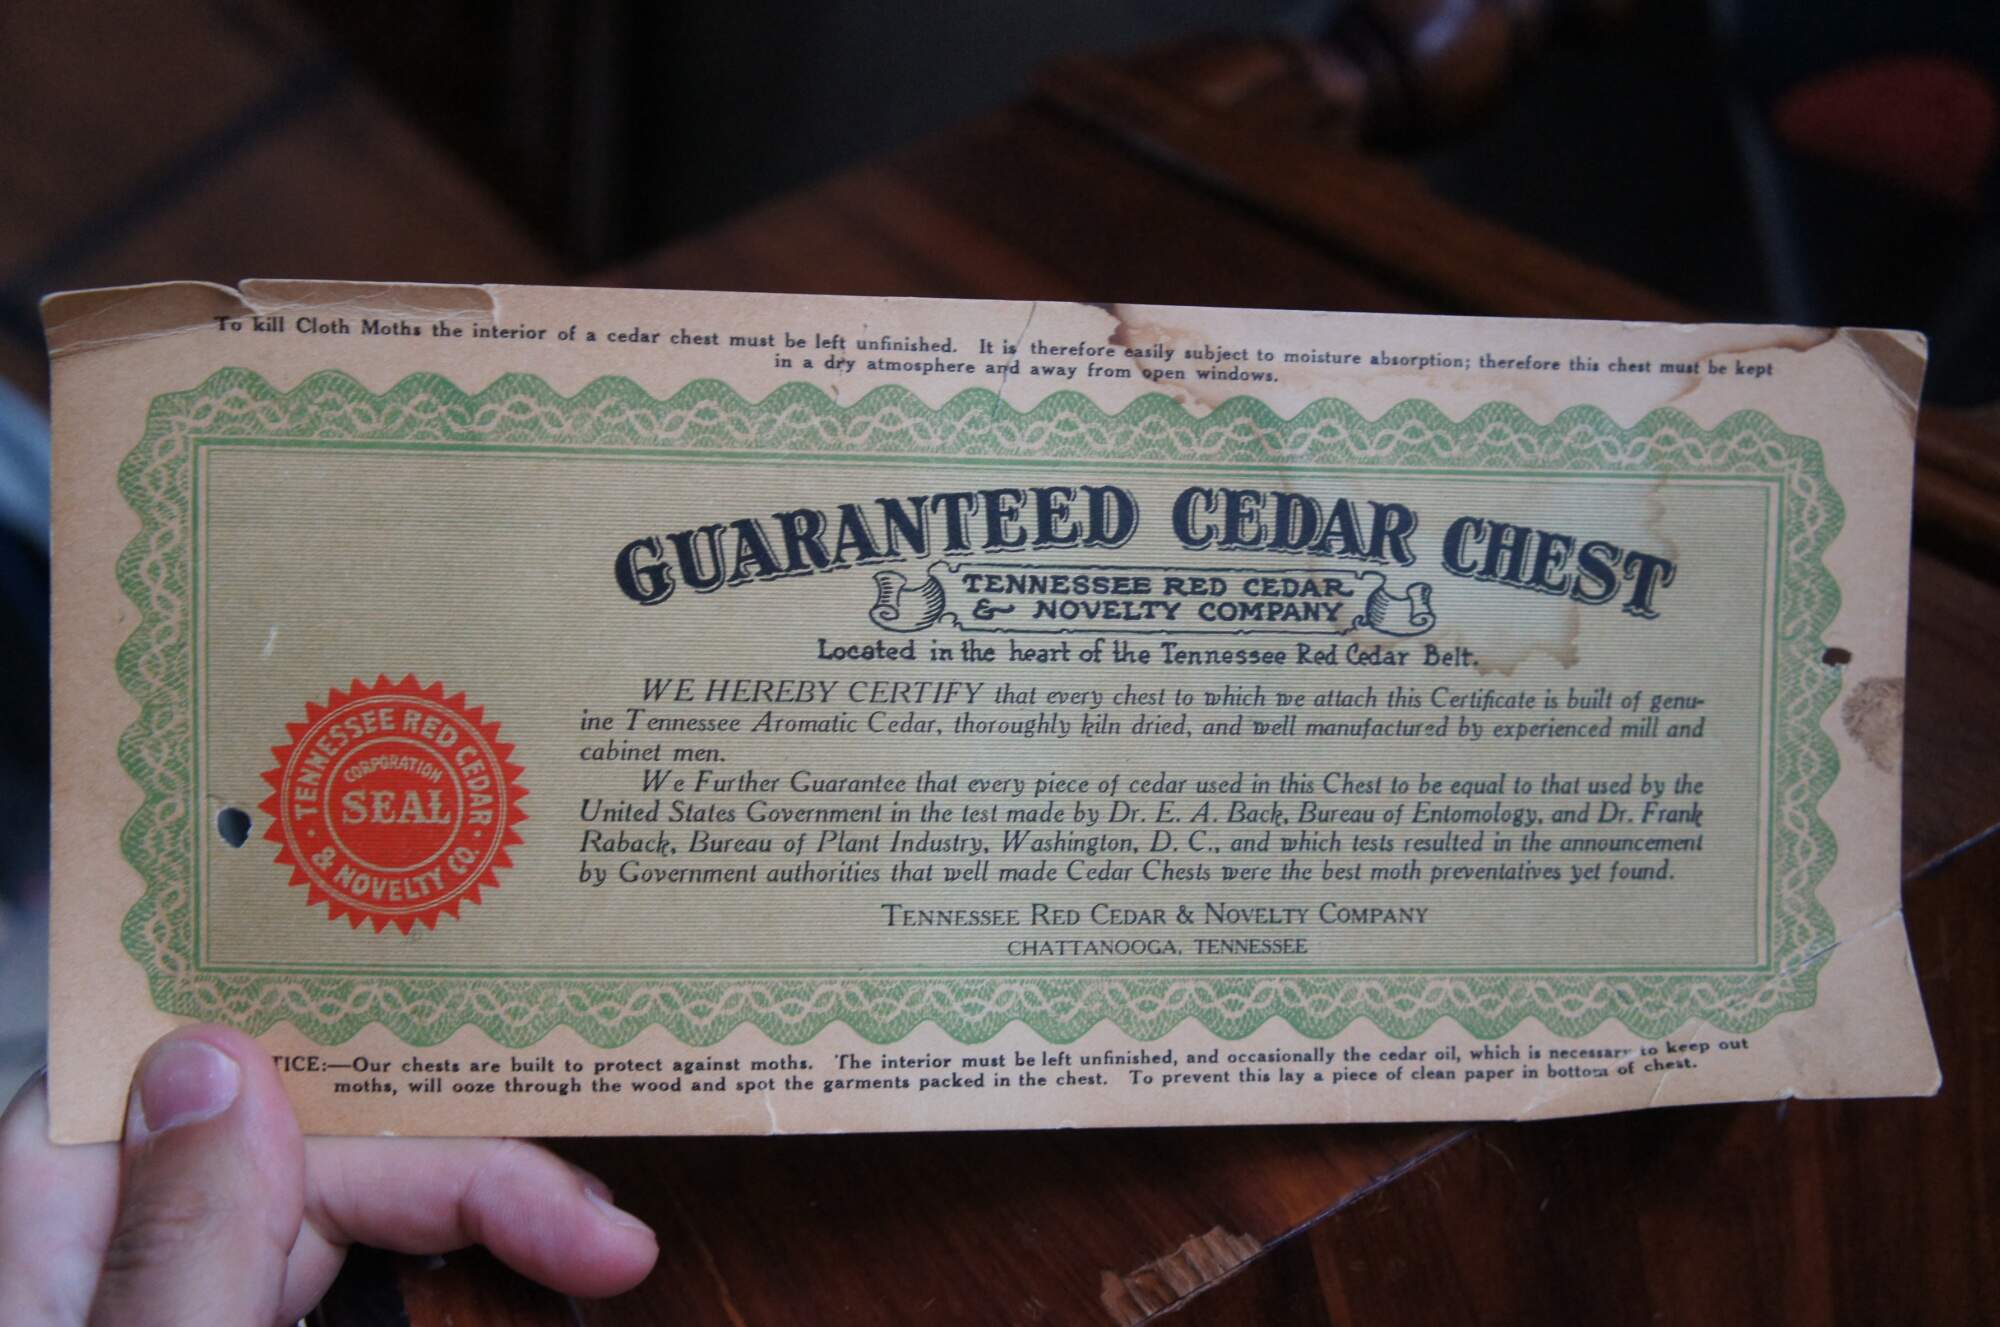 To kill Cloth Moths the interior of a cedar chest must be left unfinished. It is therefore easily subject to moisture absorption; therefore this chest must be kept
in a dry atmosphere and away from open windows.
GUARANTEED CEDAR CHEST
TENNESSEE RED CEDAR
& NOVELTY COMPANY
Located in the heart of the Tennessee Red Cedar Belt.
WE HEREBY CERTIFY that every chest to which we attach this Certificate is built of genu-
ine Tennessee Aromatic Cedar, thoroughly kiln dried, and well manufactured by experienced mill and
cabinet men.
We Further Guarantee that every piece of cedar used in this Chest to be equal to that used by the
United States Government in the test made by Dr. E. A. Back, Bureau of Entomology, and Dr. Frank
Raback, Bureau of Plant Industry, Washington, D. C., and which tests resulted in the announcement
by Government authorities that well made Cedar Chests were the best moth preventatives yet found.
TENNESSEE RED CEDAR & NOVELTY COMPANY
CHATTANOOGA, TENNESSEE
TENNESSEE RED CEDAR
& NOVELTY CO.
CORPORATION
SEAL
TICE:—Our chests are built to protect against moths. The interior must be left unfinished, and occasionally the cedar oil, which is necessary to keep out
moths, will ooze through the wood and spot the garments packed in the chest. To prevent this lay a piece of clean paper in bottom of chest.